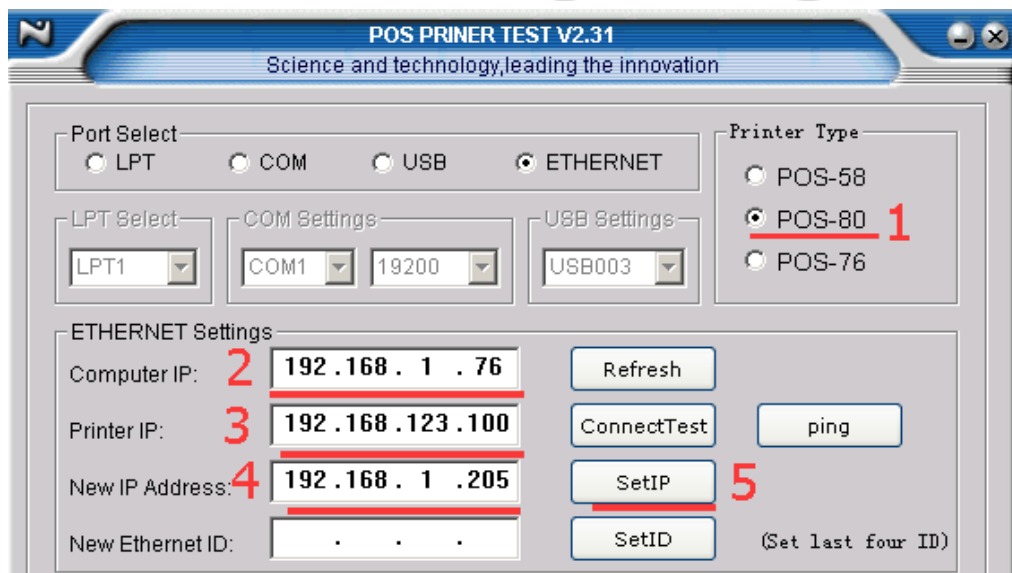 POS PRINER TEST V2.31
Science and technology,leading the innovation
Port Select
LPT COM USB ETHERNET
Printer Type
POS-58
POS-80 1
POS-76
LPT Select COM Settings USB Settings
LPT1 COM1 19200 USB003
ETHERNET Settings
Computer IP: 2 192.168. 1 .76 Refresh
Printer IP: 3 192.168.123.100 ConnectTest ping
New IP Address: 4 192.168. 1 .205 SetIP 5
New Ethernet ID: . . . SetID (Set last four ID)